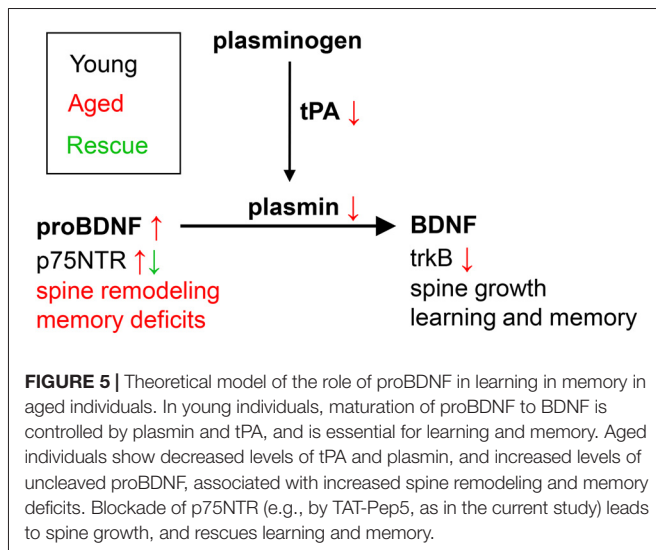 plasminogen
Young
Aged
Rescue
tPA ↓
plasmin ↓
proBDNF ↑
p75NTR ↑↓
spine remodeling
memory deficits
BDNF
trkB ↓
spine growth
learning and memory
FIGURE 5 | Theoretical model of the role of proBDNF in learning in memory in
aged individuals. In young individuals, maturation of proBDNF to BDNF is
controlled by plasmin and tPA, and is essential for learning and memory. Aged
individuals show decreased levels of tPA and plasmin, and increased levels of
uncleaved proBDNF, associated with increased spine remodeling and memory
deficits. Blockade of p75NTR (e.g., by TAT-Pep5, as in the current study) leads
to spine growth, and rescues learning and memory.